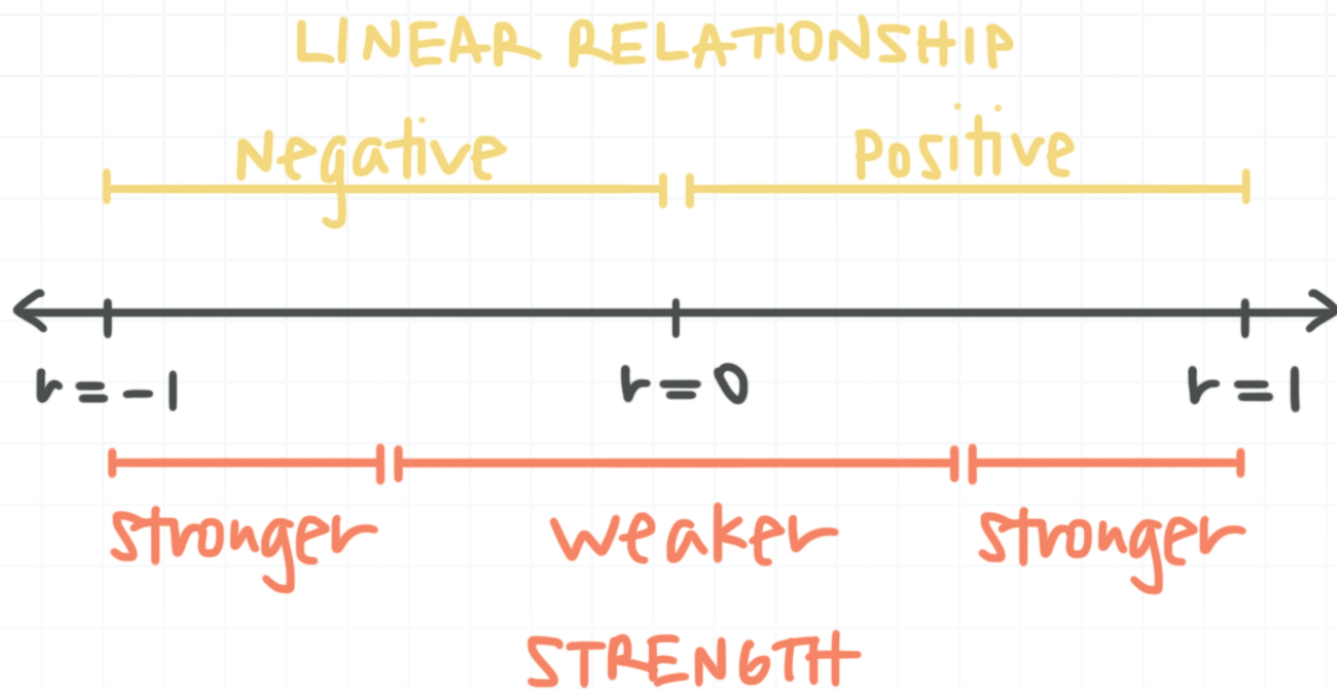 LINEAR RELATIONSHIP
Negative Positive
r=-1 r=0 r=1
stronger weaker stronger
STRENGTH